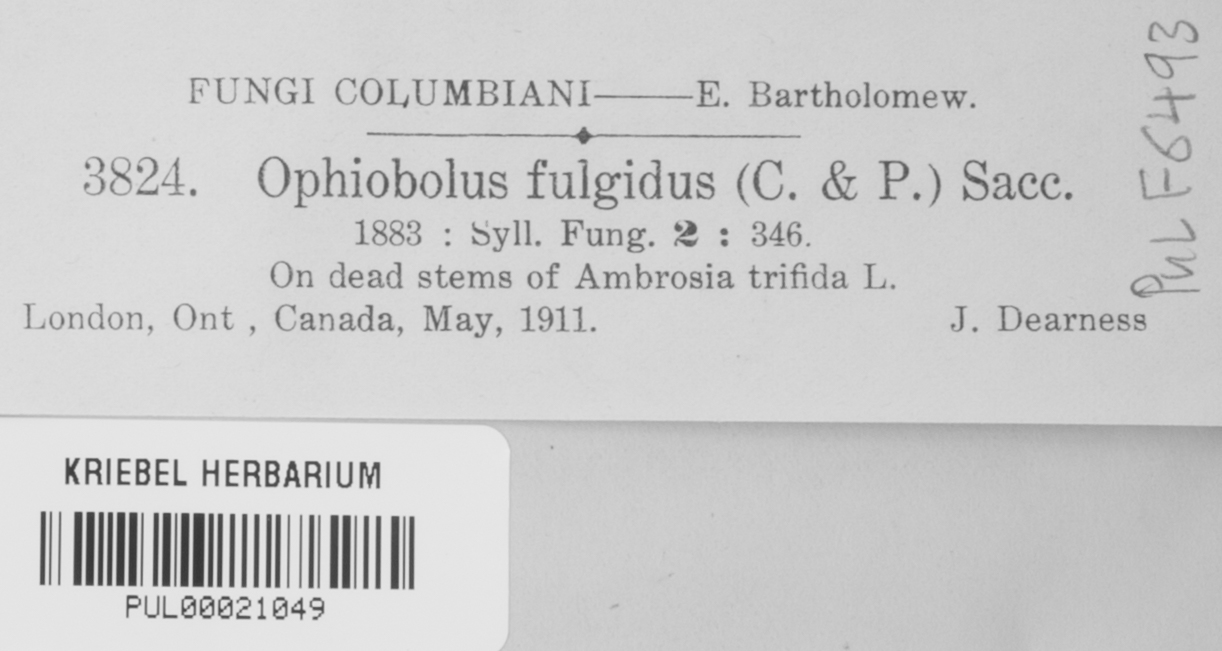 FUNGI COLUMBIANI——E. Bartholomew.
3824. Ophiobolus fulgidus (C. & P.) Sacc.
1883 : Syll. Fung. 2 : 346.
On dead stems of Ambrosia trifida L.
London, Ont , Canada, May, 1911. J. Dearness
PUL F6493
KRIEBEL HERBARIUM
PUL00021049